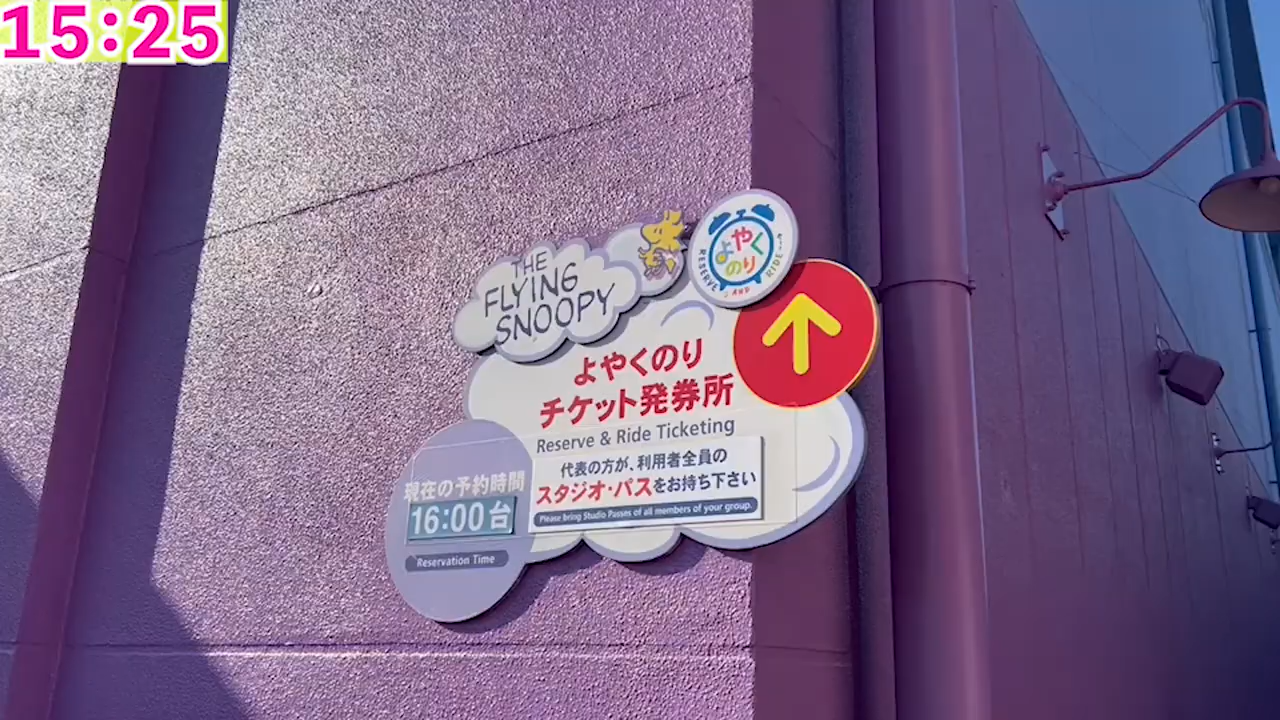 15:25
THE
FLYING
SNOOPY
よやく
のり
RESERVE AND RIDE
よやくのり
チケット発券所
Reserve & Ride Ticketing
代表の方が、利用者全員の
スタジオ・パスをお持ち下さい
Please bring Studio Passes of all members of your group.
現在の予約時間
16:00台
Reservation Time